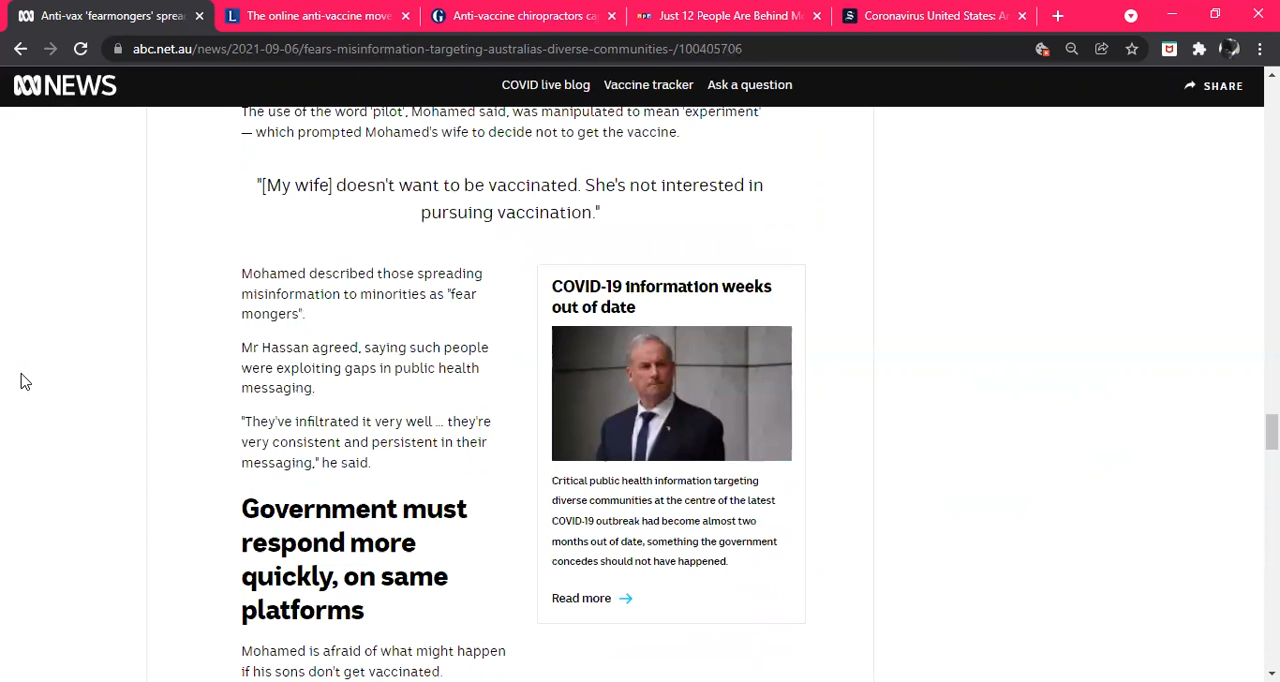 Anti-vax 'fearmongers' sprea
The online anti-vaccine move
Anti-vaccine chiropractors ca
Just 12 People Are Behind M
Coronavirus United States: A
abc.net.au/news/2021-09-06/fears-misinformation-targeting-australias-diverse-communities-/100405706
NEWS
COVID live blog
Vaccine tracker
Ask a question
SHARE
The use of the word 'pilot', Mohamed said, was manipulated to mean 'experiment'
— which prompted Mohamed's wife to decide not to get the vaccine.
"[My wife] doesn't want to be vaccinated. She's not interested in
pursuing vaccination."
Mohamed described those spreading
misinformation to minorities as "fear
mongers".
Mr Hassan agreed, saying such people
were exploiting gaps in public health
messaging.
"They've infiltrated it very well ... they're
very consistent and persistent in their
messaging," he said.
Government must
respond more
quickly, on same
platforms
Mohamed is afraid of what might happen
if his sons don't get vaccinated.
COVID-19 information weeks
out of date
Critical public health information targeting
diverse communities at the centre of the latest
COVID-19 outbreak had become almost two
months out of date, something the government
concedes should not have happened.
Read more